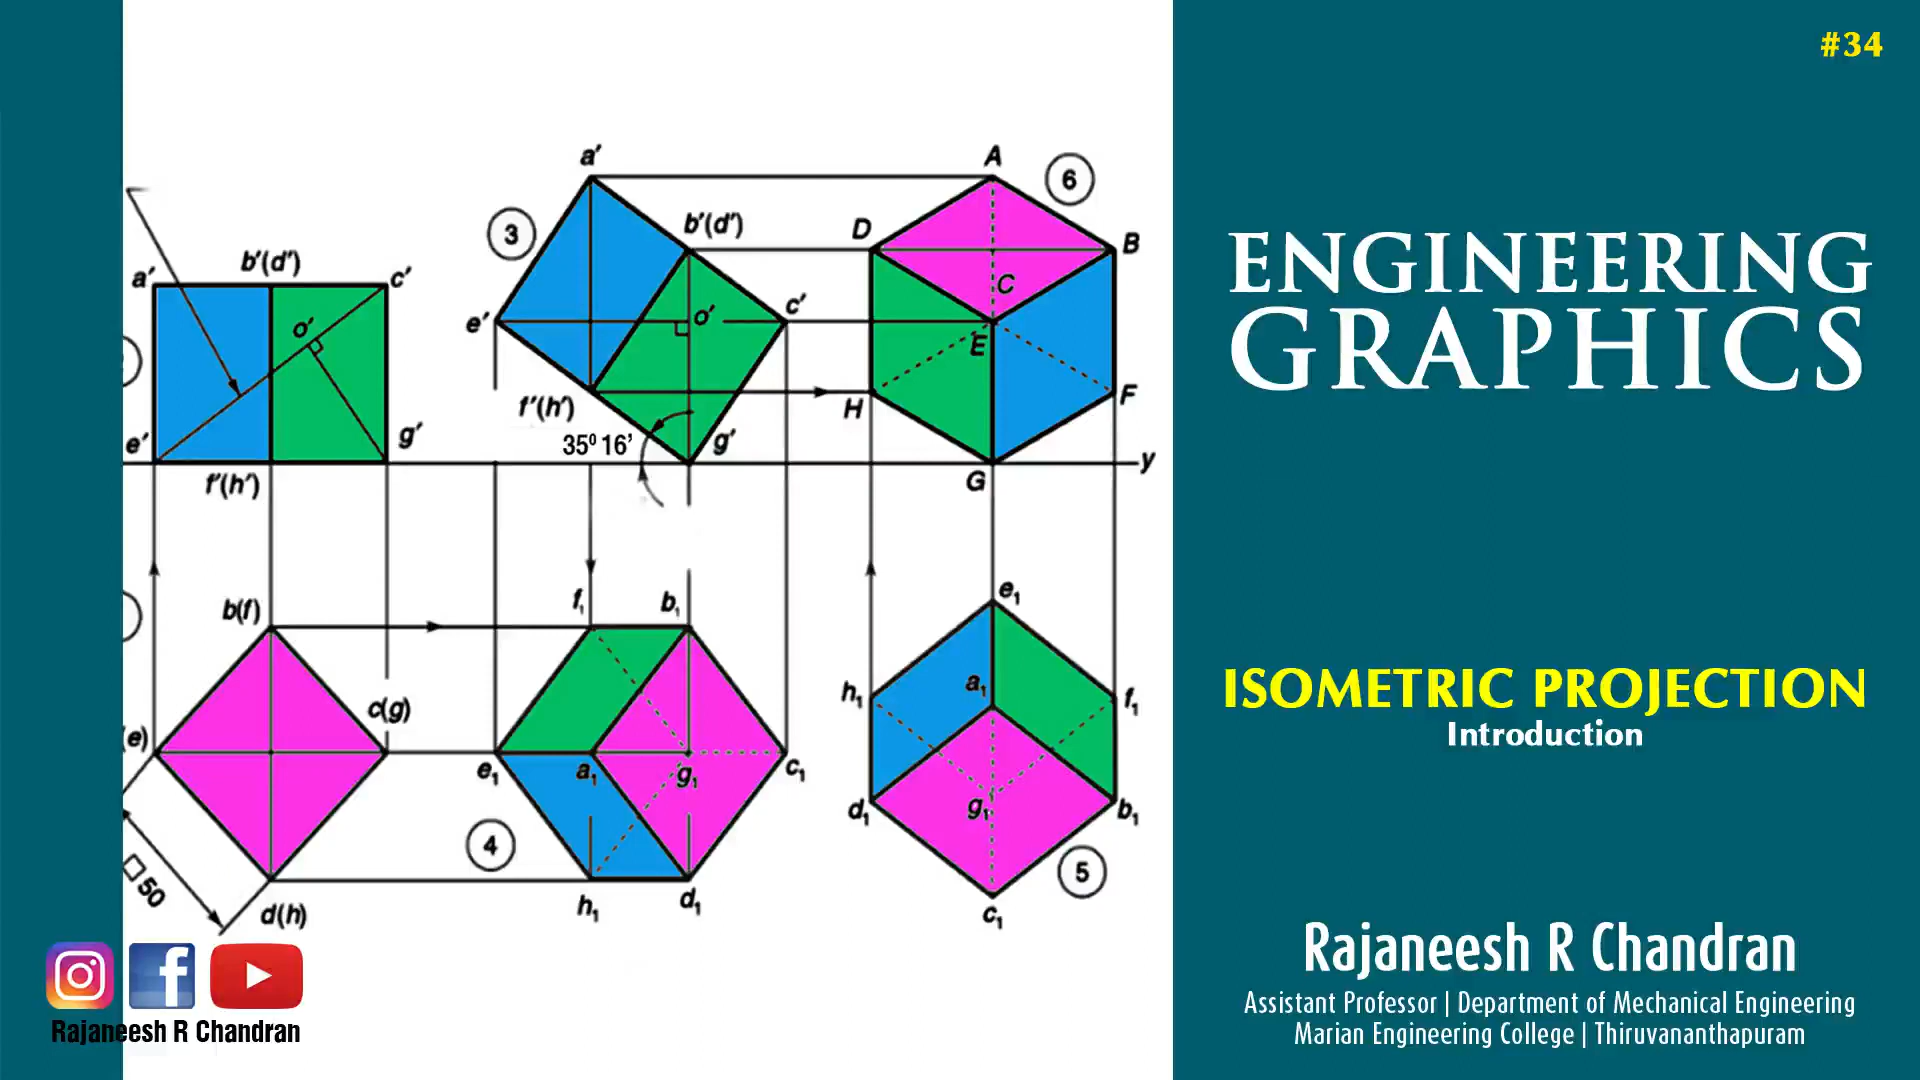 #34
ENGINEERING
GRAPHICS
ISOMETRIC PROJECTION
Introduction
Rajaneesh R Chandran
Assistant Professor | Department of Mechanical Engineering
Marian Engineering College | Thiruvananthapuram
a′
A
6
3
b′(d′)
D
B
b′(d′)
a′
c′
C
c′
o′
o′
e′
E
f′(h′)
H
F
35⁰ 16’
g′
e′
g′
y
f′(h′)
G
e₁
b(f)
f₁
b₁
h₁
a₁
f₁
c(g)
(e)
e₁
a₁
g₁
c₁
d₁
g₁
b₁
4
5
□50
d(h)
h₁
d₁
c₁
Rajaneesh R Chandran